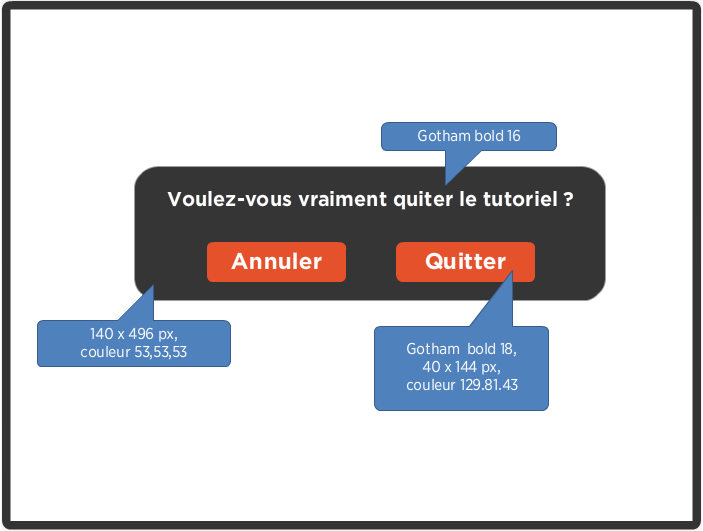 Gotham bold 16
Voulez-vous vraiment quiter le tutoriel ?
Annuler
Quitter
140 x 496 px,
couleur 53,53,53
Gotham bold 18,
40 x 144 px,
couleur 129.81.43